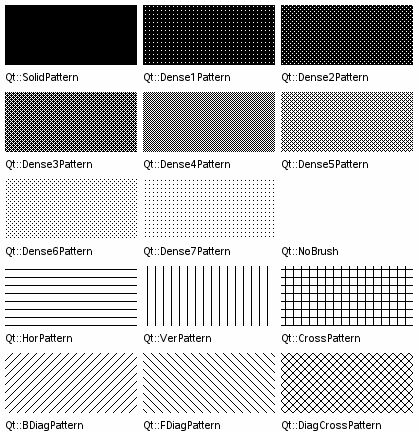 Qt::SolidPattern Qt::Dense1Pattern Qt::Dense2Pattern
Qt::Dense3Pattern Qt::Dense4Pattern Qt::Dense5Pattern
Qt::Dense6Pattern Qt::Dense7Pattern Qt::NoBrush
Qt::HorPattern Qt::VerPattern Qt::CrossPattern
Qt::BDiagPattern Qt::FDiagPattern Qt::DiagCrossPattern